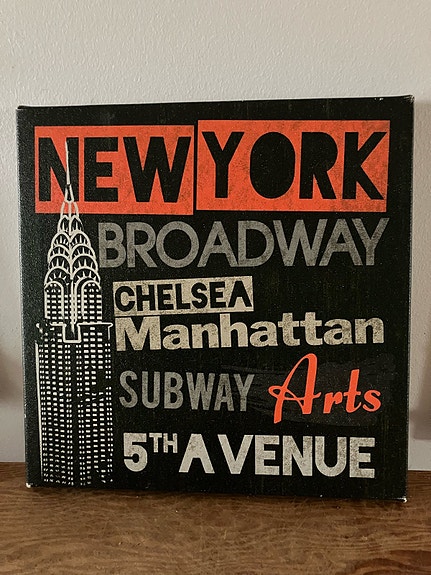 NEW YORK
BROADWAY
CHELSEA
Manhattan
SUBWAY Arts
5TH AVENUE